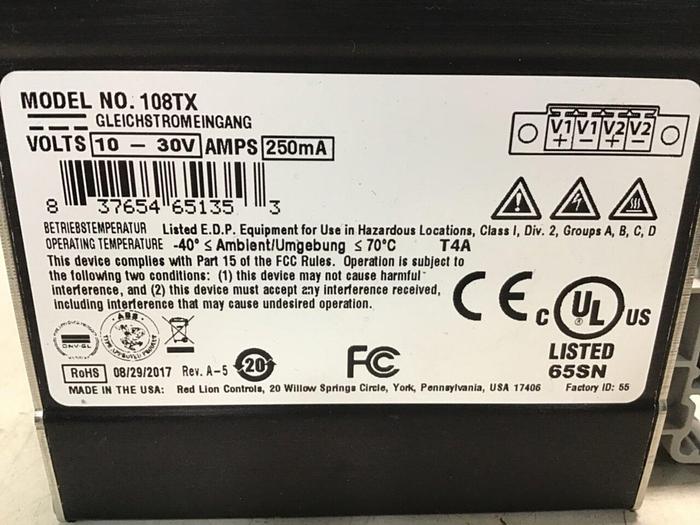 MODEL NO. 108TX
GLEICHSTROMEINGANG
VOLTS 10 - 30V AMPS 250mA
V1 V1 V2 V2
+ - + -
8 37654 65135 3
BETRIEBSTEMPERATUR Listed E.D.P. Equipment for Use in Hazardous Locations, Class I, Div. 2, Groups A, B, C, D
OPERATING TEMPERATURE -40° ≤ Ambient/Umgebung ≤ 70°C T4A
This device complies with Part 15 of the FCC Rules. Operation is subject to
the following two conditions: (1) this device may not cause harmful
interference, and (2) this device must accept any interference received,
including interference that may cause undesired operation.
CE
C UL US
LISTED
65SN
ABS
TYPE APPROVED PRODUCT
DNV-GL
RoHS 08/29/2017 Rev. A-5 20 FC
MADE IN THE USA: Red Lion Controls, 20 Willow Springs Circle, York, Pennsylvania, USA 17406 Factory ID: 55